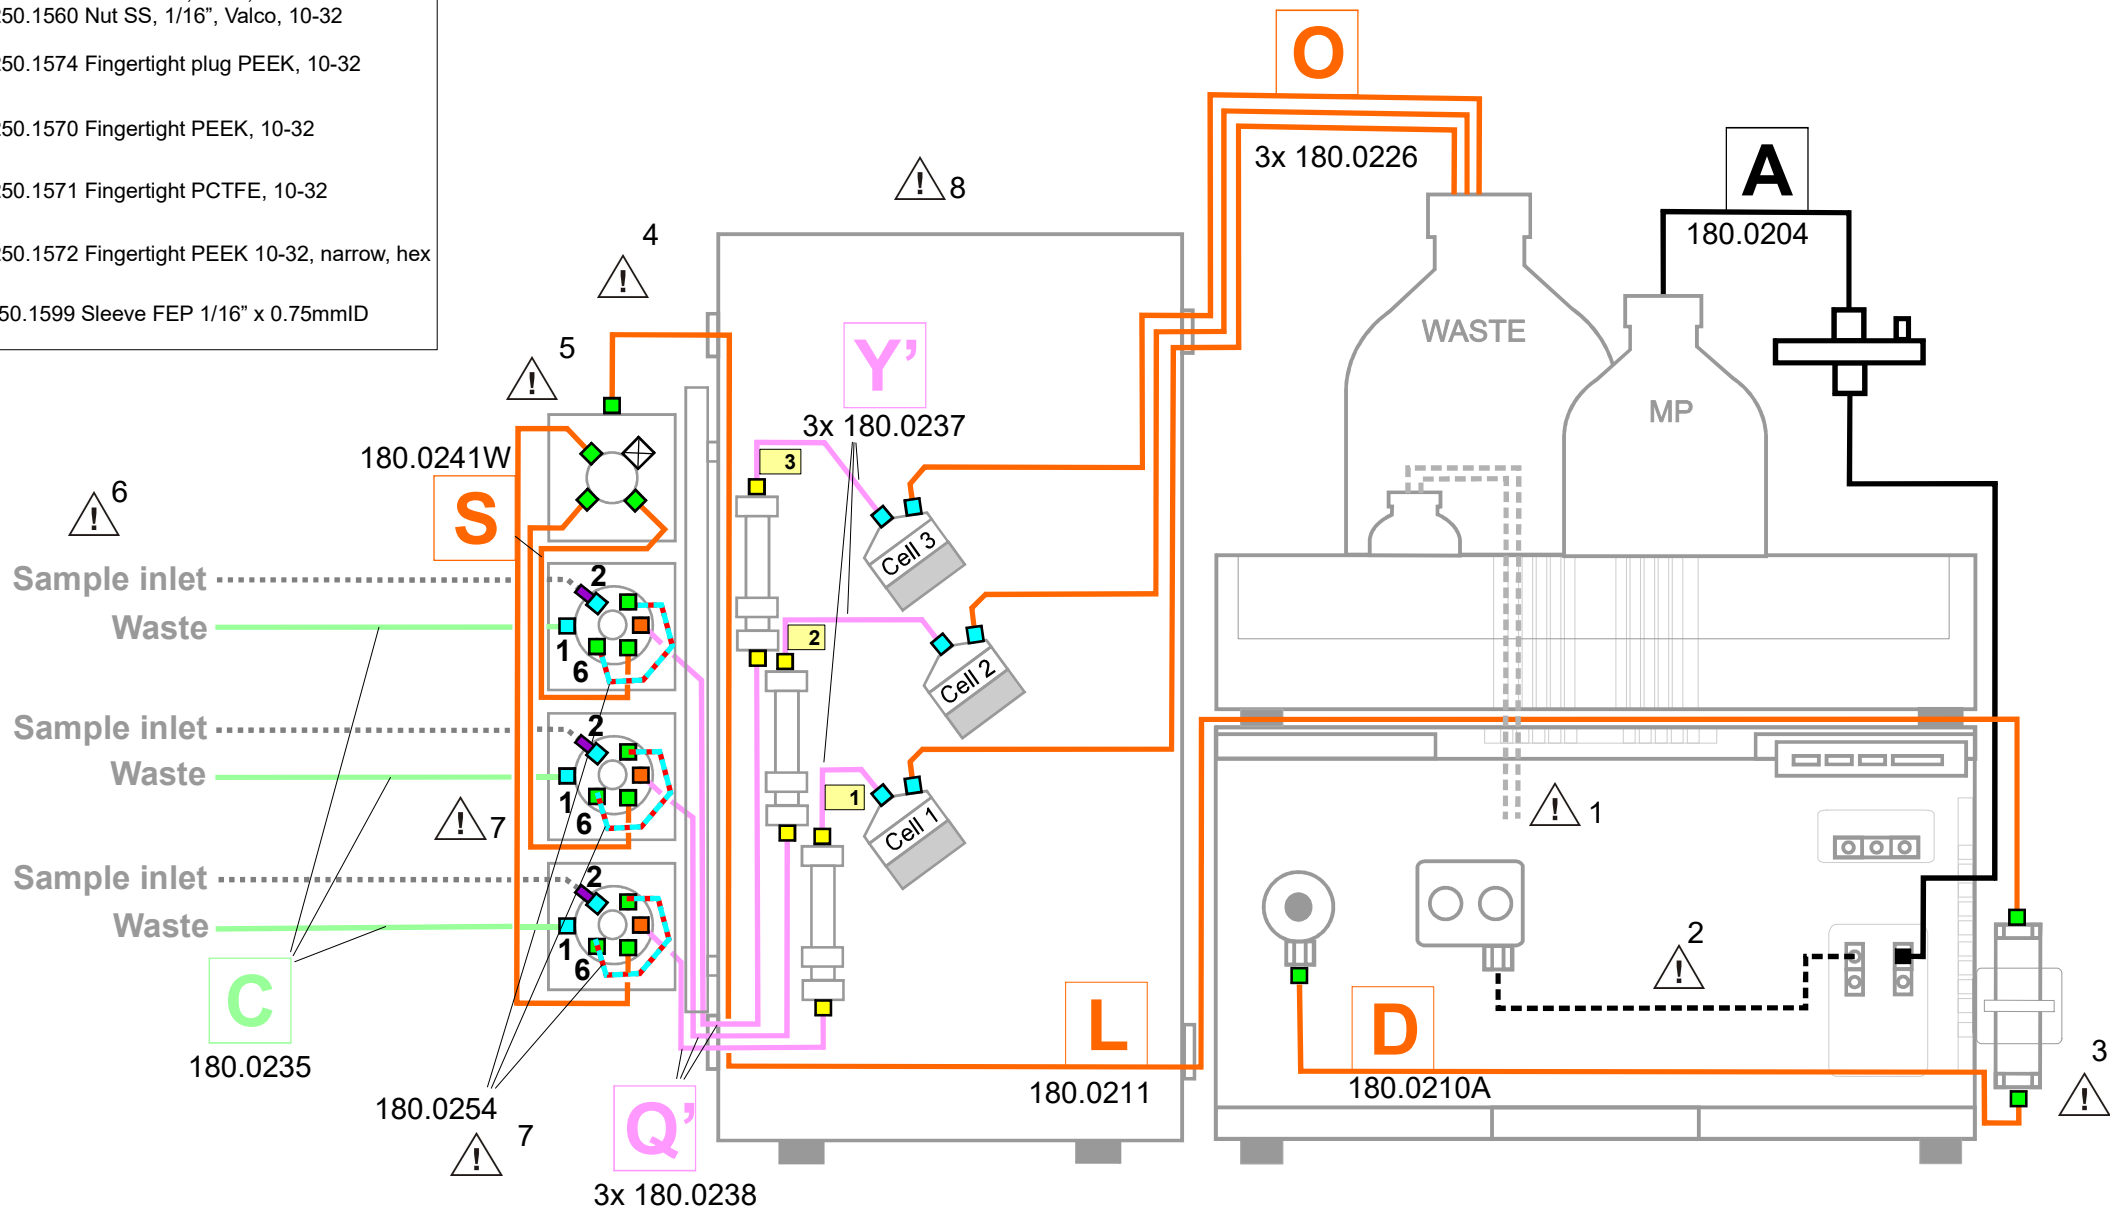 50.1560 Nut SS, 1/16”, Valco, 10-32
50.1574 Fingertight plug PEEK, 10-32
50.1570 Fingertight PEEK, 10-32
50.1571 Fingertight PCTFE, 10-32
50.1572 Fingertight PEEK 10-32, narrow, hex
50.1599 Sleeve FEP 1/16” x 0.75mmID
O
3x 180.0226
A
180.0204
! 8
4
!
5
!
WASTE
MP
Y’
3x 180.0237
180.0241W
S
6
!
3
Cell 3
Sample inlet
2
Waste
1
6
2
Cell 2
Sample inlet
2
Waste
1
6
! 7
1
Cell 1
! 1
Sample inlet
2
Waste
1
6
2
!
C
180.0235
L
180.0211
D
180.0210A
3
!
180.0254
7
!
Q’
3x 180.0238